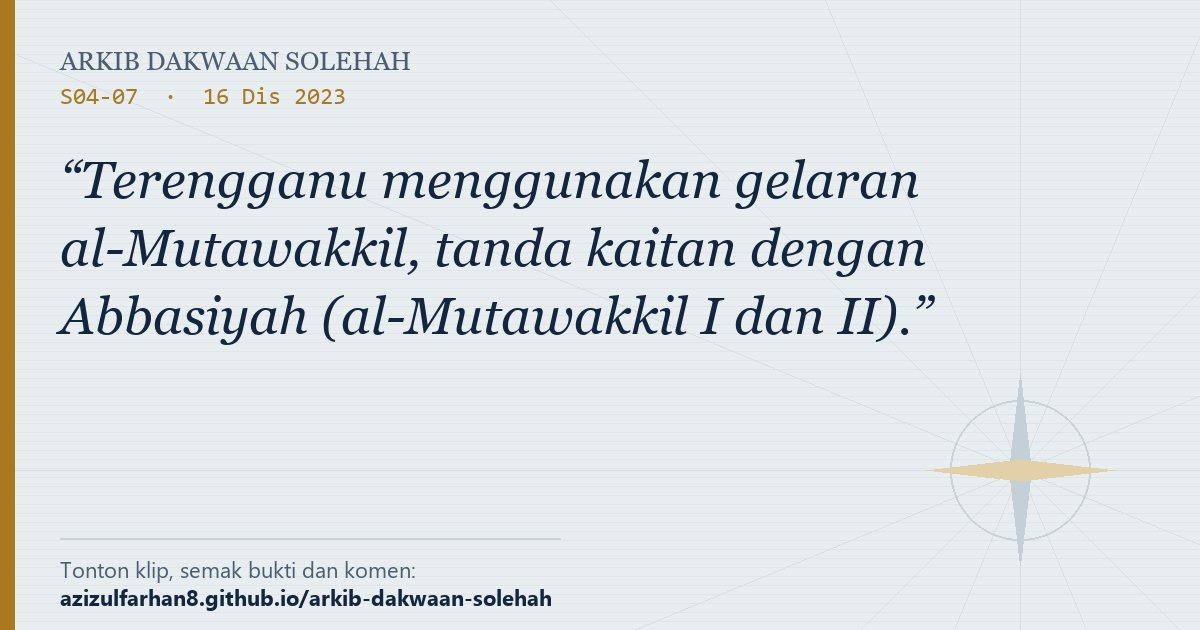 ARKIB DAKWAAN SOLEHAH
S04-07 · 16 Dis 2023
“Terengganu menggunakan gelaran
al-Mutawakkil, tanda kaitan dengan
Abbasiyah (al-Mutawakkil I dan II).”
Tonton klip, semak bukti dan komen:
azizulfarhan8.github.io/arkib-dakwaan-solehah